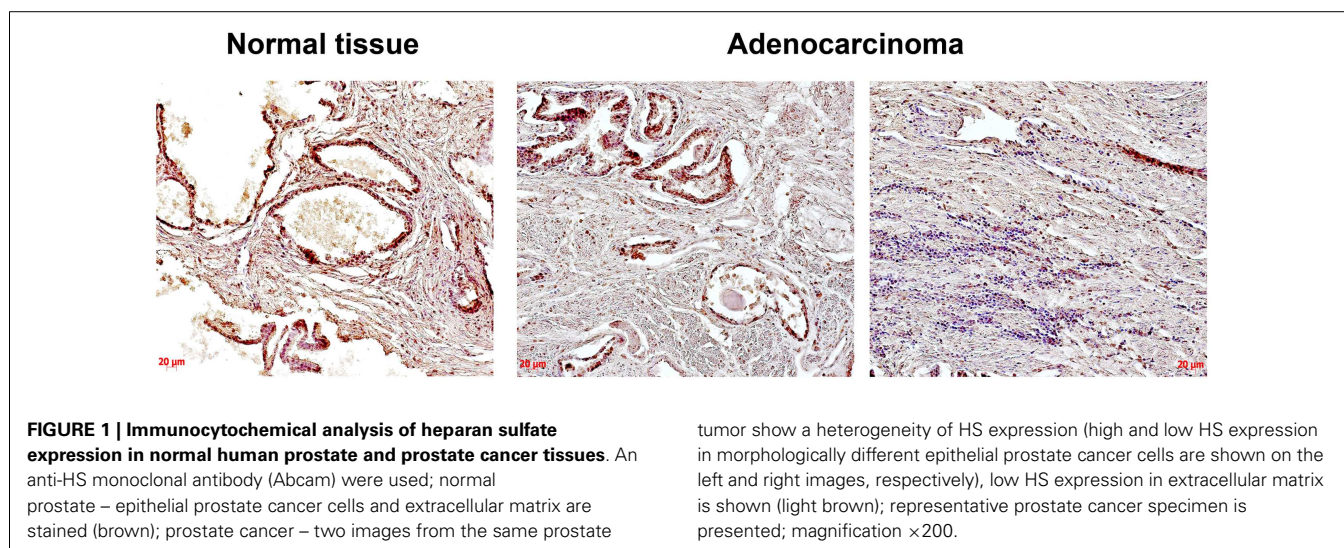 Normal tissue
Adenocarcinoma
20 µm
20 µm
20 µm
FIGURE 1 | Immunocytochemical analysis of heparan sulfate
expression in normal human prostate and prostate cancer tissues. An
anti-HS monoclonal antibody (Abcam) were used; normal
prostate – epithelial prostate cancer cells and extracellular matrix are
stained (brown); prostate cancer – two images from the same prostate
tumor show a heterogeneity of HS expression (high and low HS expression
in morphologically different epithelial prostate cancer cells are shown on the
left and right images, respectively), low HS expression in extracellular matrix
is shown (light brown); representative prostate cancer specimen is
presented; magnification ×200.